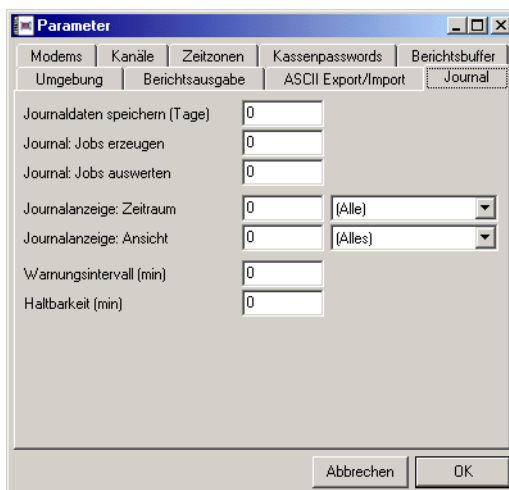 Parameter
Modems Kanäle Zeitzonen Kassenpasswords Berichtsbuffer
Umgebung Berichtsausgabe ASCII Export/Import Journal
Journaldaten speichern (Tage) 0
Journal: Jobs erzeugen 0
Journal: Jobs auswerten 0
Journalanzeige: Zeitraum 0 (Alle)
Journalanzeige: Ansicht 0 (Alles)
Warnungsintervall (min) 0
Haltbarkeit (min) 0
Abbrechen OK